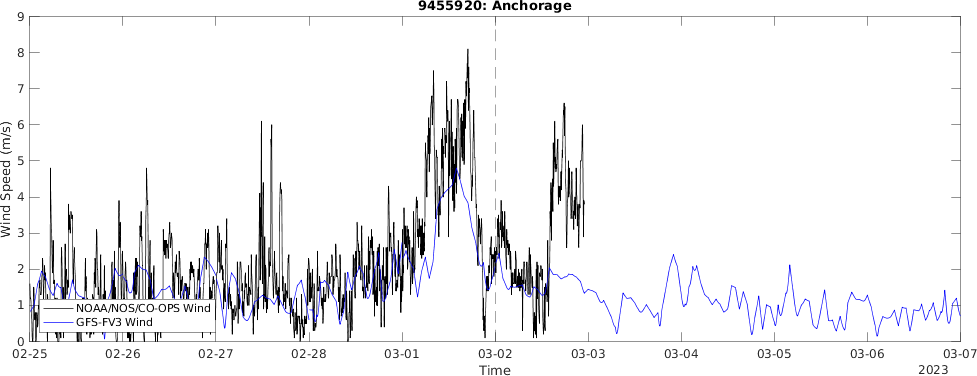 9455920: Anchorage
9
8
7
6
5
4
3
2
1
0
Wind Speed (m/s)
NOAA/NOS/CO-OPS Wind
GFS-FV3 Wind
02-25 02-26 02-27 02-28 03-01 03-02 03-03 03-04 03-05 03-06 03-07
Time
2023